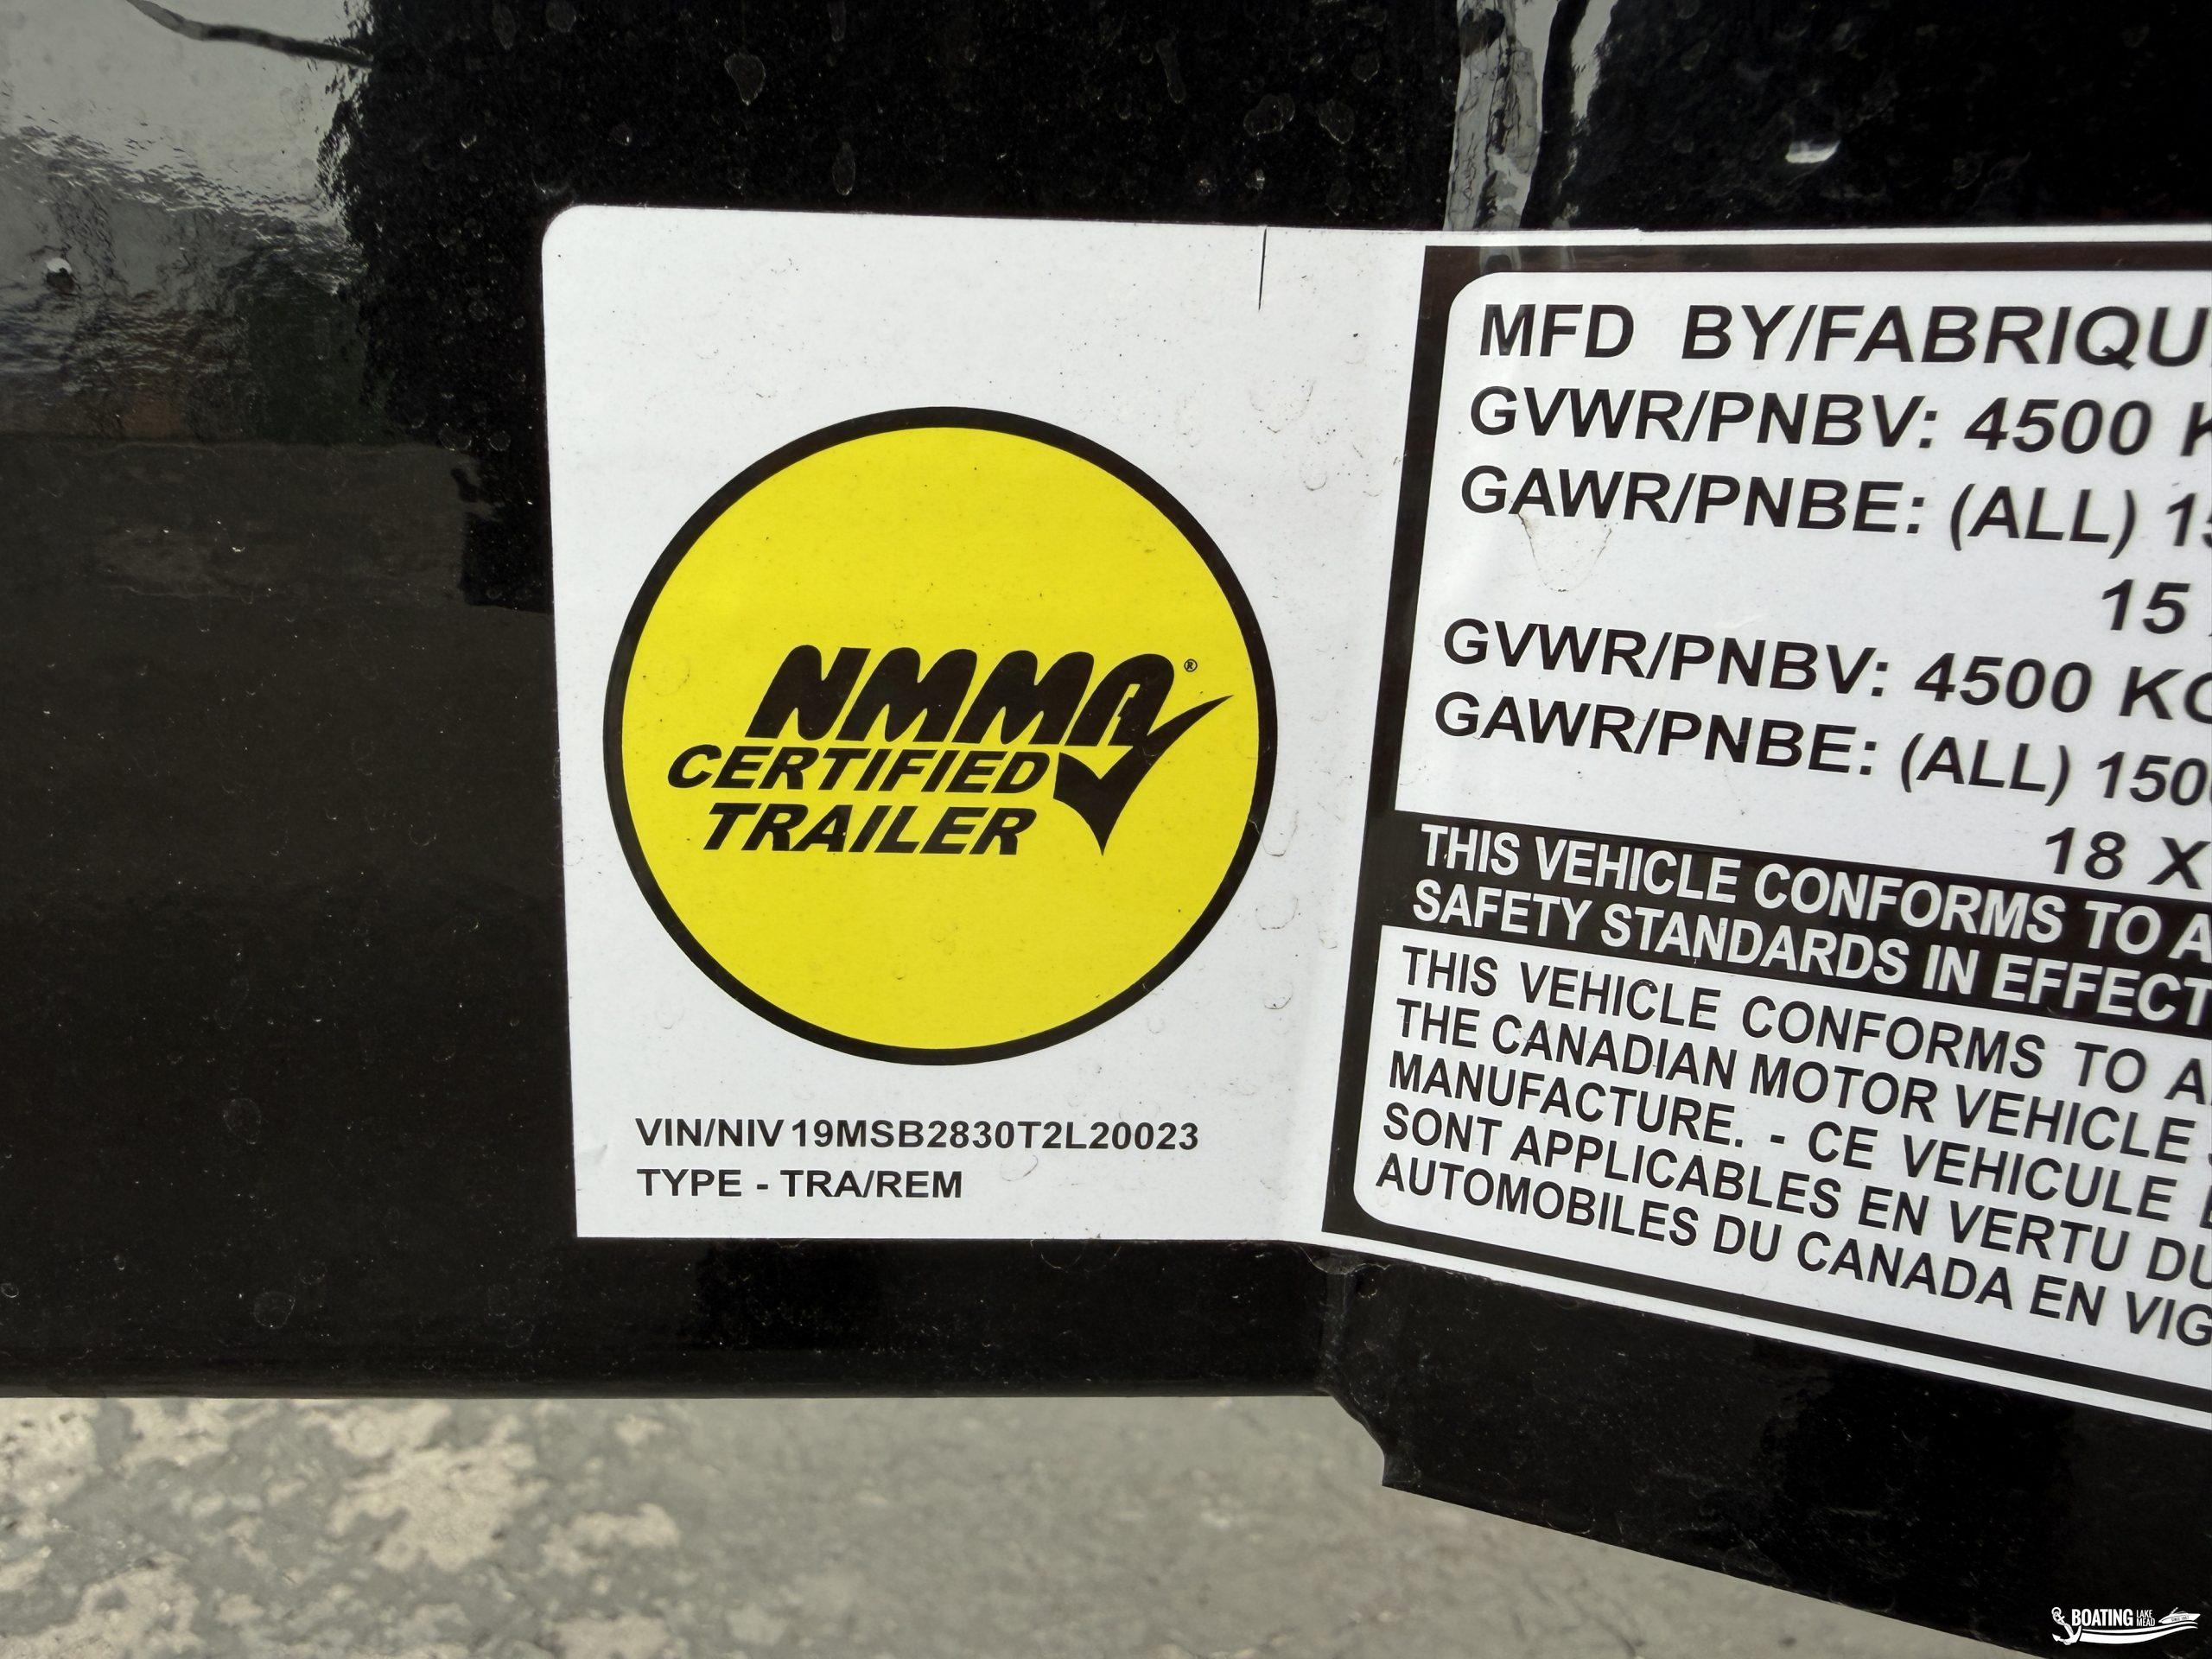 NMMA®
CERTIFIED
TRAILER
VIN/NIV 19MSB2830T2L20023
TYPE - TRA/REM
MFD BY/FABRIQU
GVWR/PNBV: 4500 K
GAWR/PNBE: (ALL) 15
15
GVWR/PNBV: 4500 KG
GAWR/PNBE: (ALL) 150
18 X
THIS VEHICLE CONFORMS TO A
SAFETY STANDARDS IN EFFECT
THIS VEHICLE CONFORMS TO A
THE CANADIAN MOTOR VEHICLE
MANUFACTURE. - CE VEHICULE
SONT APPLICABLES EN VERTU DU
AUTOMOBILES DU CANADA EN VIG
BOATING LAKE MEAD